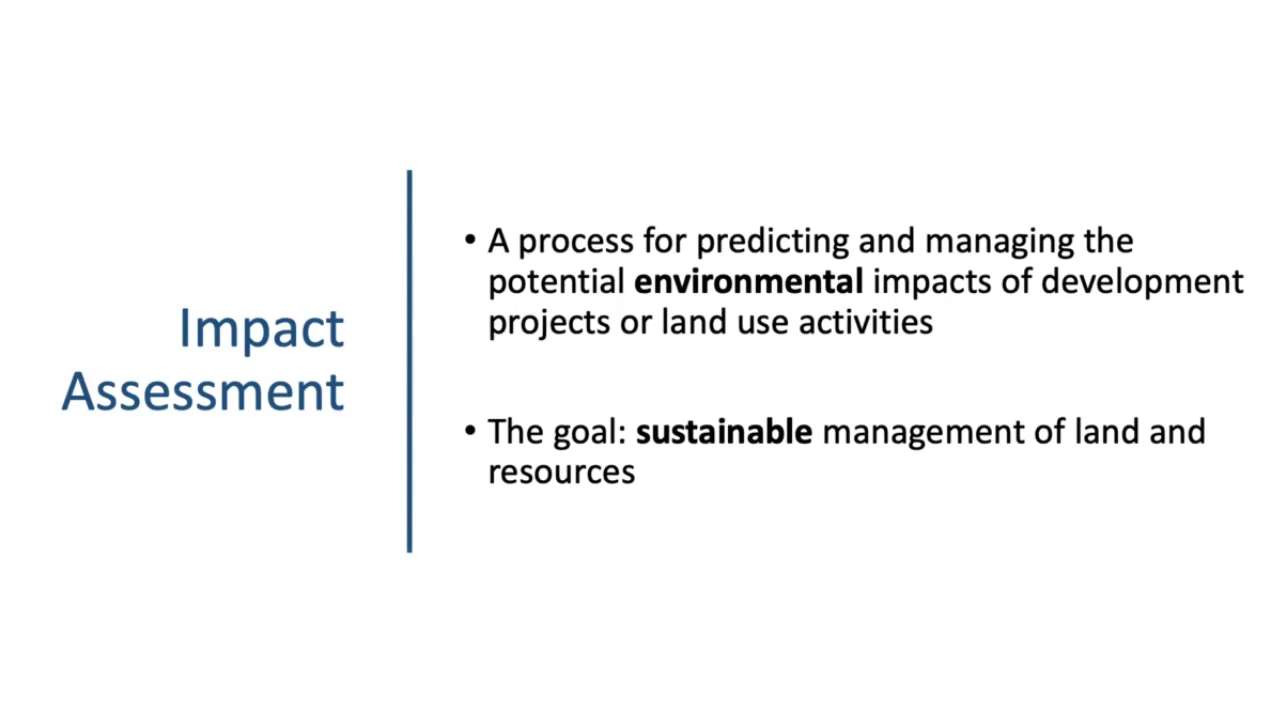 Impact
Assessment
• A process for predicting and managing the
potential environmental impacts of development
projects or land use activities
• The goal: sustainable management of land and
resources